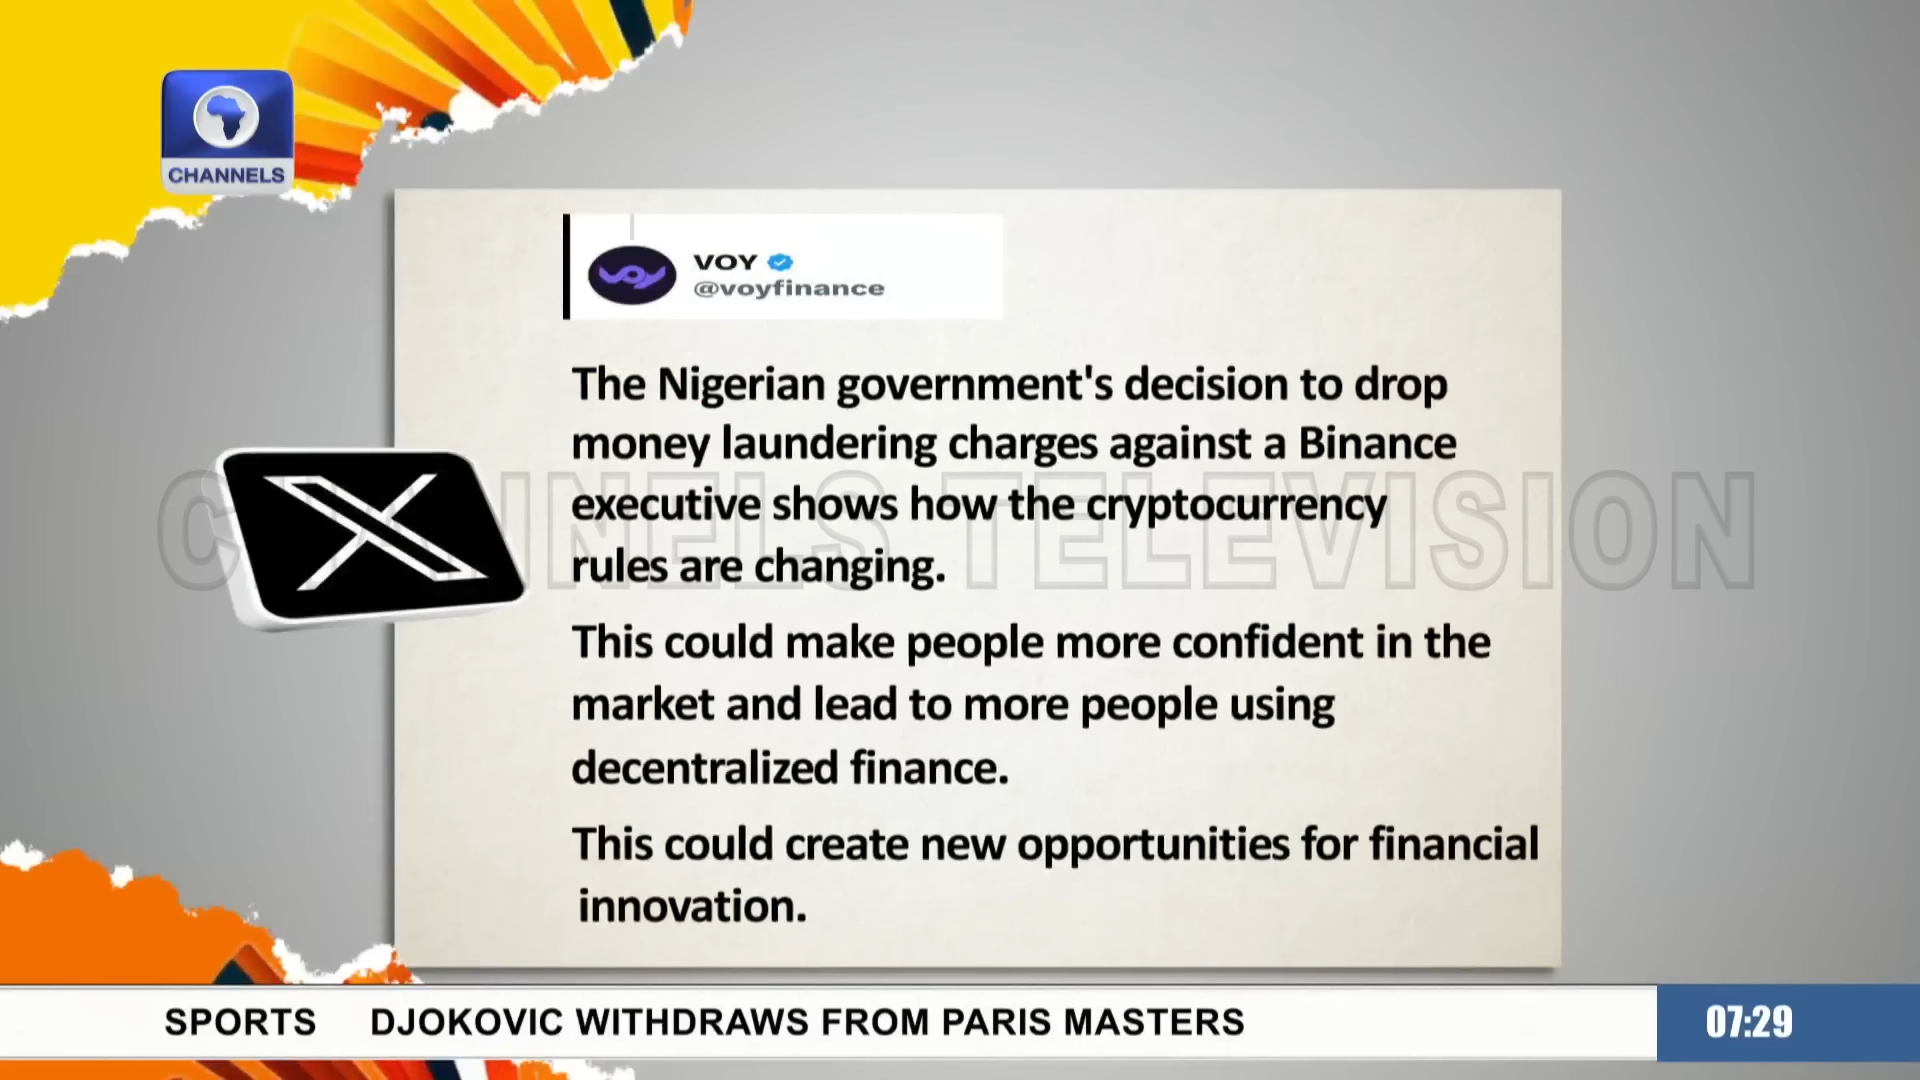 CHANNELS
VOY
@voyfinance
The Nigerian government's decision to drop
money laundering charges against a Binance
executive shows how the cryptocurrency
rules are changing.
This could make people more confident in the
market and lead to more people using
decentralized finance.
This could create new opportunities for financial
innovation.
CHANNELS TELEVISION
SPORTS DJOKOVIC WITHDRAWS FROM PARIS MASTERS
07:29